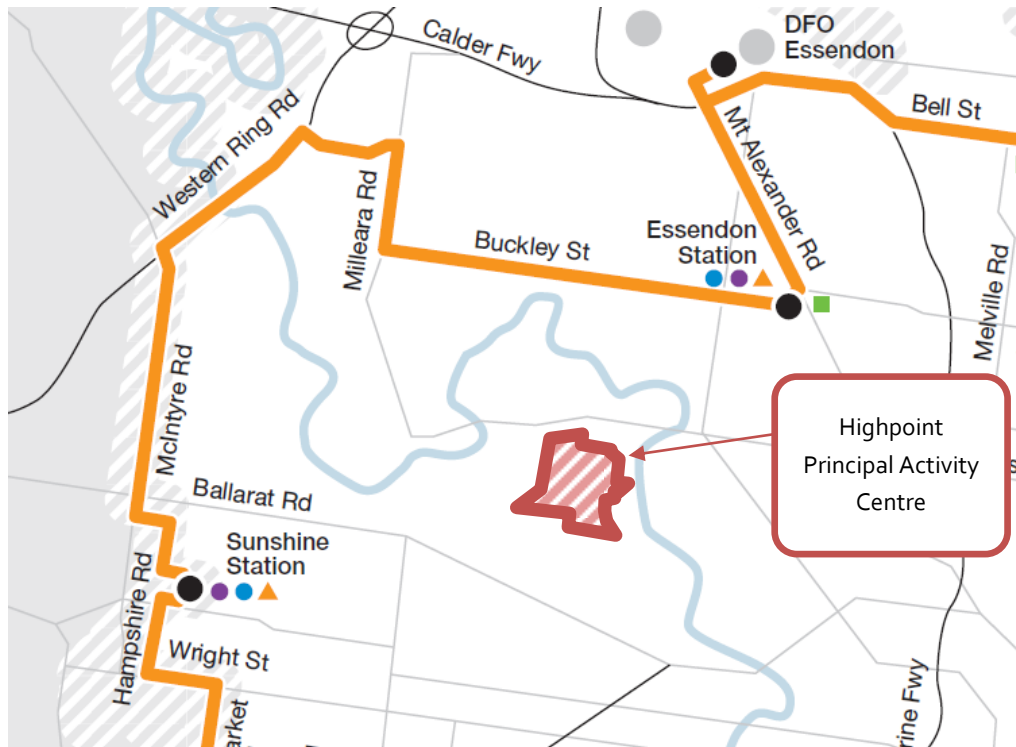 Calder Fwy
DFO
Essendon
Bell St
Western Ring Rd
Mt Alexander Rd
Milleara Rd
Buckley St
Essendon
Station
Melville Rd
McIntyre Rd
Highpoint
Principal Activity
Centre
Ballarat Rd
Sunshine
Station
Hampshire Rd
Wright St
arket
rine Fwy